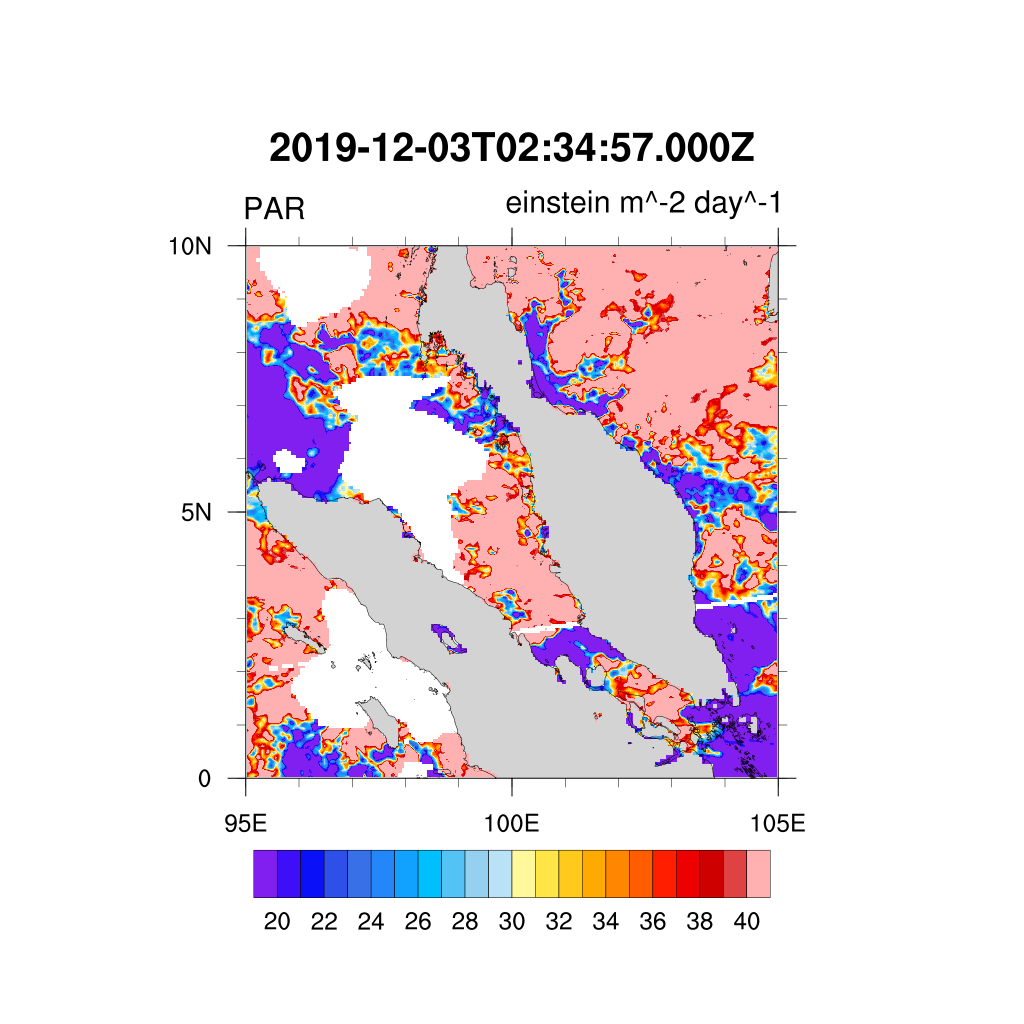 2019-12-03T02:34:57.000Z
PAR einstein m^-2 day^-1
10N
5N
0
95E 100E 105E
20 22 24 26 28 30 32 34 36 38 40